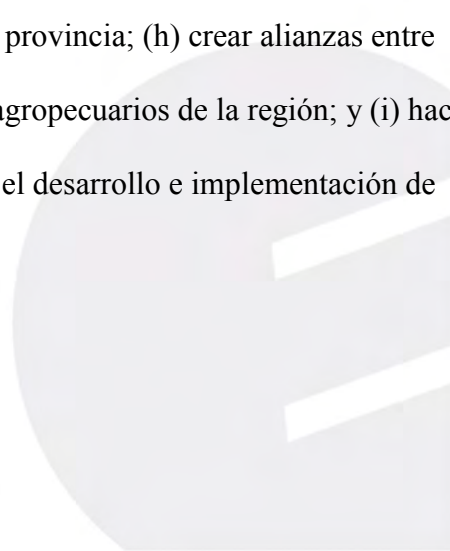 provincia; (h) crear alianzas entre
agropecuarios de la región; y (i) hac
el desarrollo e implementación de